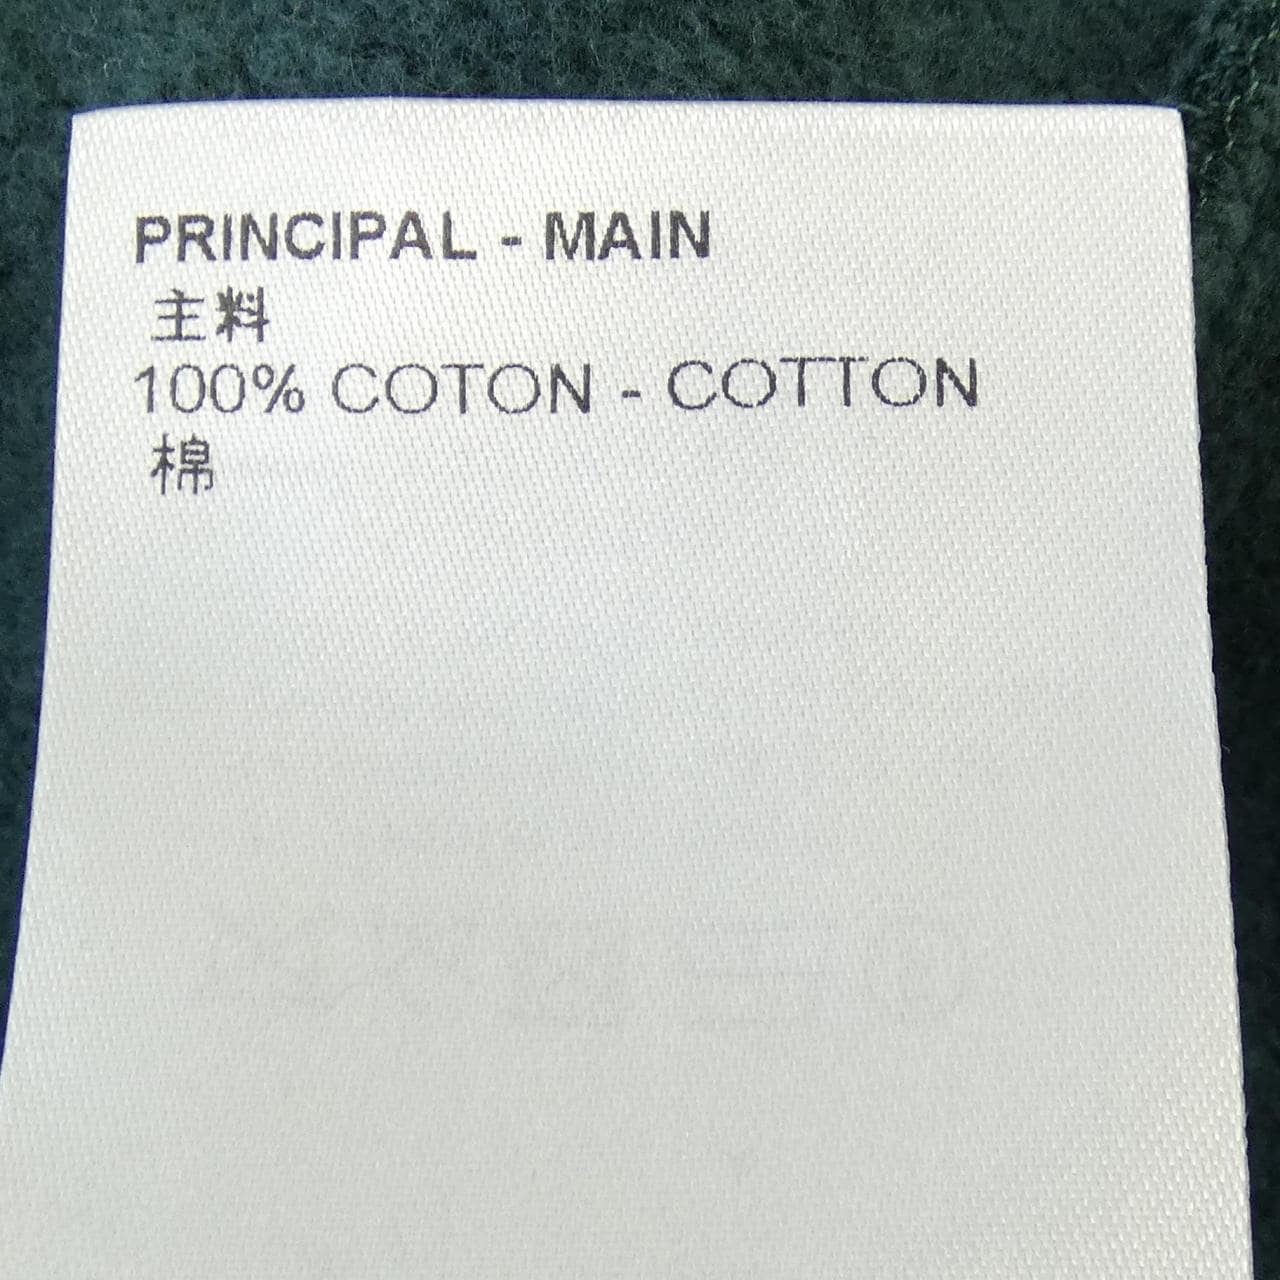 PRINCIPAL - MAIN
主料
100% COTON - COTTON
棉